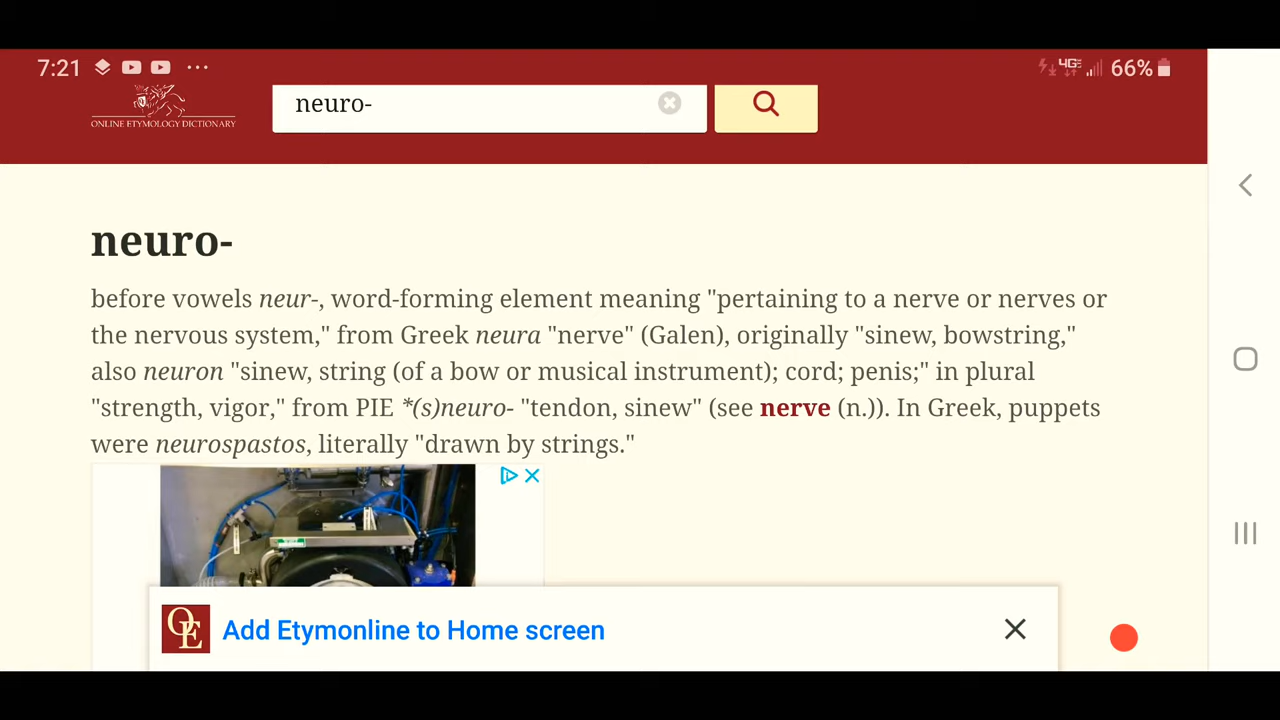 7:21 ... 4GE 66%
ONLINE ETYMOLOGY DICTIONARY
neuro-
neuro-
before vowels neur-, word-forming element meaning "pertaining to a nerve or nerves or
the nervous system," from Greek neura "nerve" (Galen), originally "sinew, bowstring,"
also neuron "sinew, string (of a bow or musical instrument); cord; penis;" in plural
"strength, vigor," from PIE *(s)neuro- "tendon, sinew" (see nerve (n.)). In Greek, puppets
were neurospastos, literally "drawn by strings."
OE Add Etymonline to Home screen